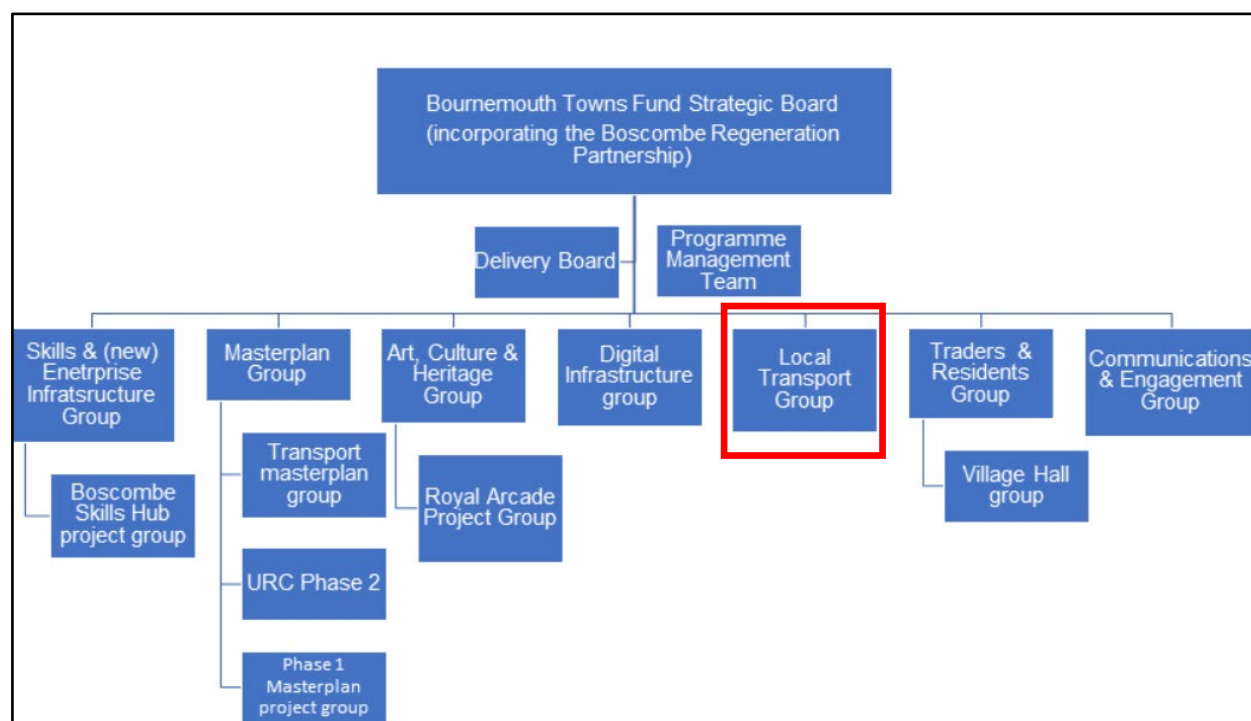 Bournemouth Towns Fund Strategic Board
(incorporating the Boscombe Regeneration
Partnership)
Delivery Board
Programme
Management
Team
Skills & (new)
Enetrprise
Infratsructure
Group
Masterplan
Group
Art, Culture &
Heritage
Group
Digital
Infrastructure
group
Local
Transport
Group
Traders & 
Residents
Group
Communications
& Engagement
Group
Boscombe
Skills Hub
project group
Transport
masterplan
group
URC Phase 2
Phase 1
Masterplan
project group
Royal Arcade
Project Group
Village Hall
group